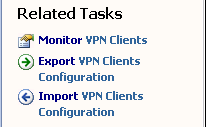 Related Tasks
Monitor VPN Clients
Export VPN Clients
Configuration
Import VPN Clients
Configuration